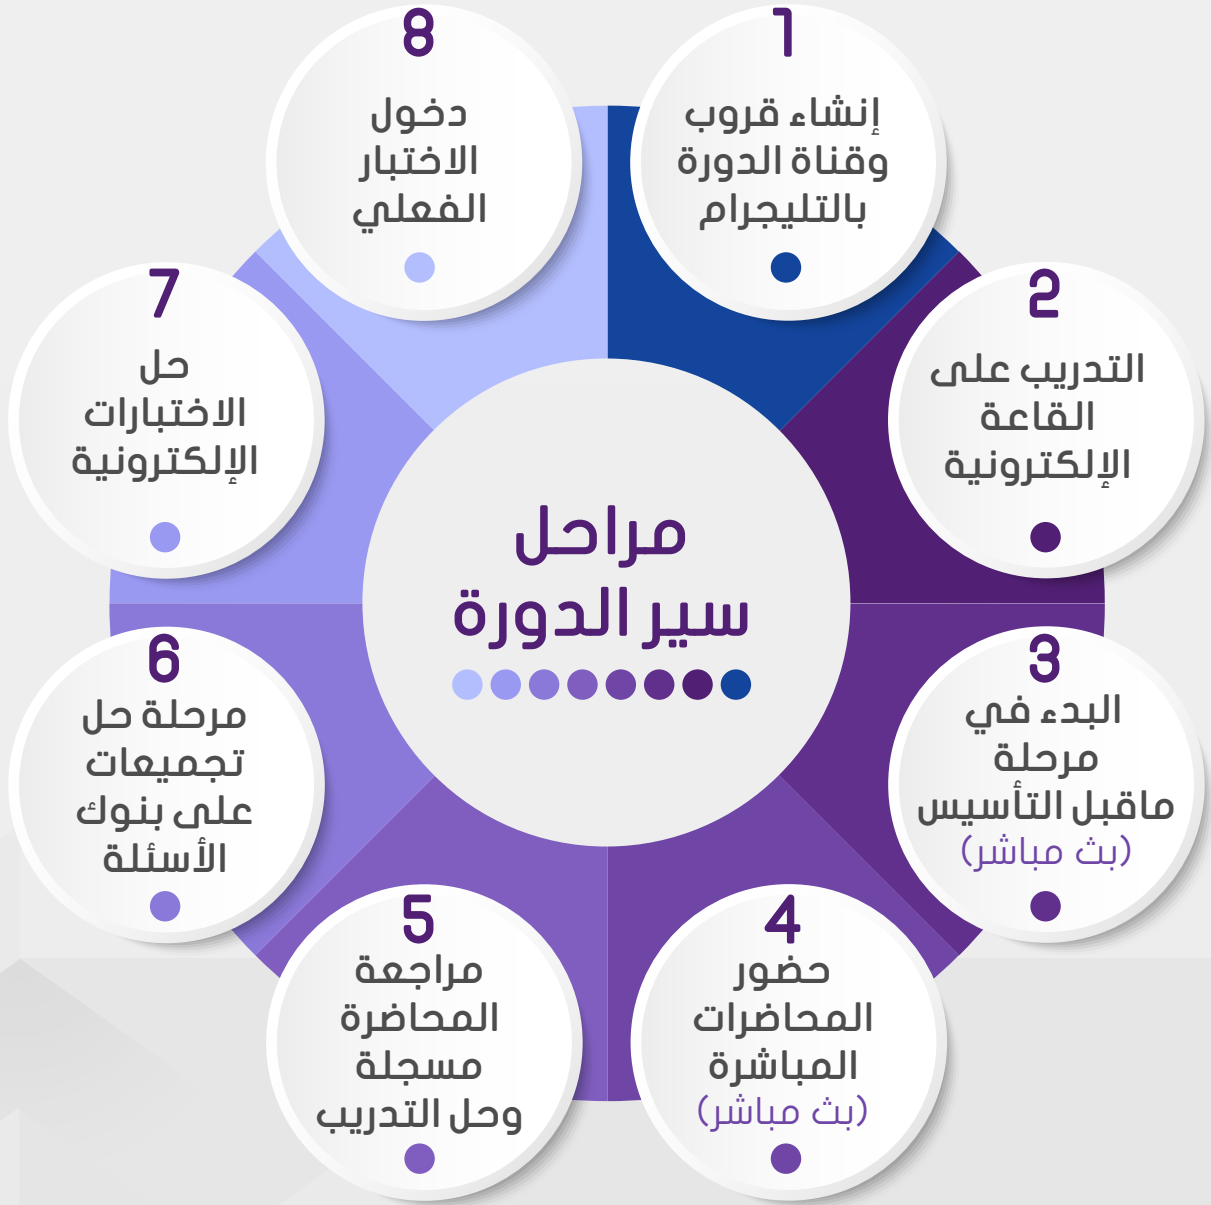 مراحل
سير الدورة
1
إنشاء قروب
وقناة الدورة
بالتليجرام
2
التدريب على
القاعة
الإلكترونية
3
البدء في
مرحلة
ماقبل التأسيس
(بث مباشر)
4
حضور
المحاضرات
المباشرة
(بث مباشر)
5
مراجعة
المحاضرة
مسجلة
وحل التدريب
6
مرحلة حل
تجميعات
على بنوك
الأسئلة
7
حل
الاختبارات
الإلكترونية
8
دخول
الاختبار
الفعلي